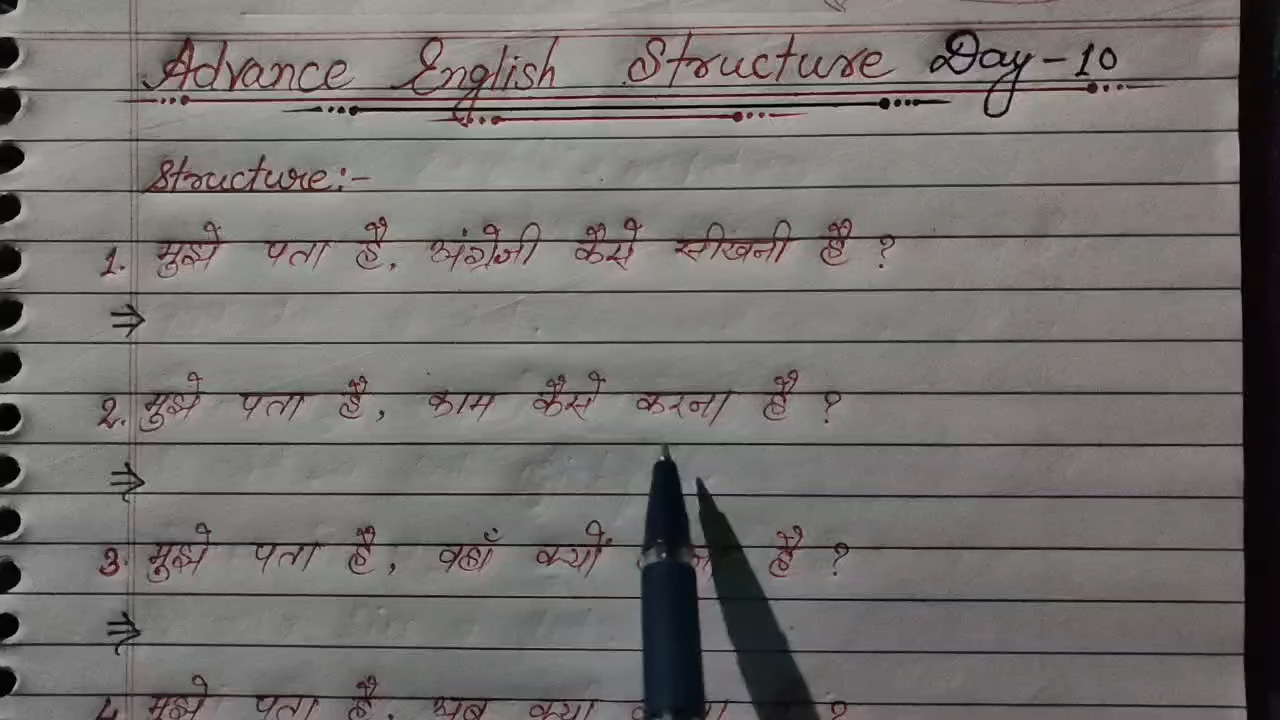 Advance English Structure Day-10
Structure:-
1. मुझे पता है, अंग्रेजी कैसे सीखनी है ?
⇒
2. मुझे पता है, काम कैसे करना है ?
⇒
3. मुझे पता है, वहाँ क्यों है ?
⇒
4. मुझे पता है, अब क्या ?